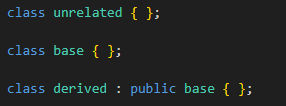 class unrelated { };
class base { };
class derived : public base { };